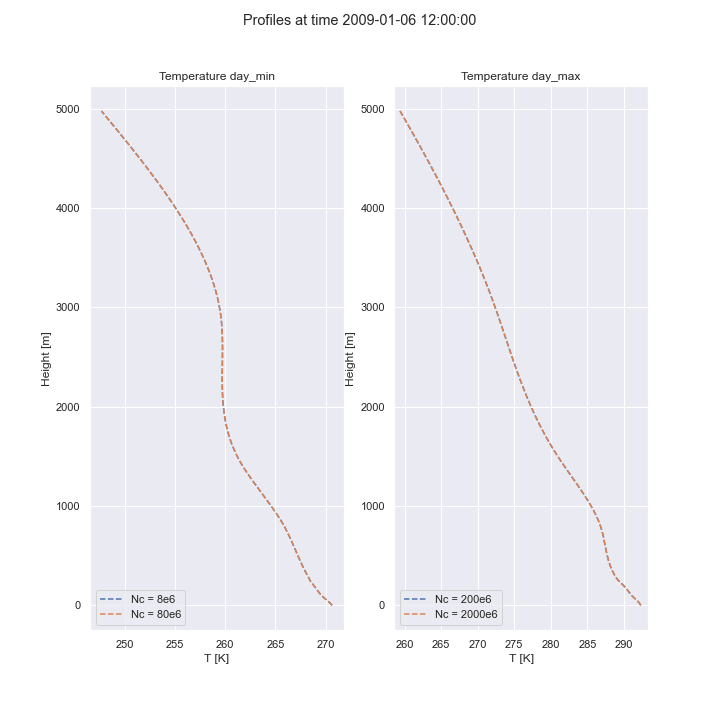 Profiles at time 2009-01-06 12:00:00
Temperature day_min
5000
4000
3000
2000
1000
0
Height [m]
Nc = 8e6
Nc = 80e6
250 255 260 265 270
T [K]
Temperature day_max
5000
4000
3000
2000
1000
0
Height [m]
Nc = 200e6
Nc = 2000e6
260 265 270 275 280 285 290
T [K]